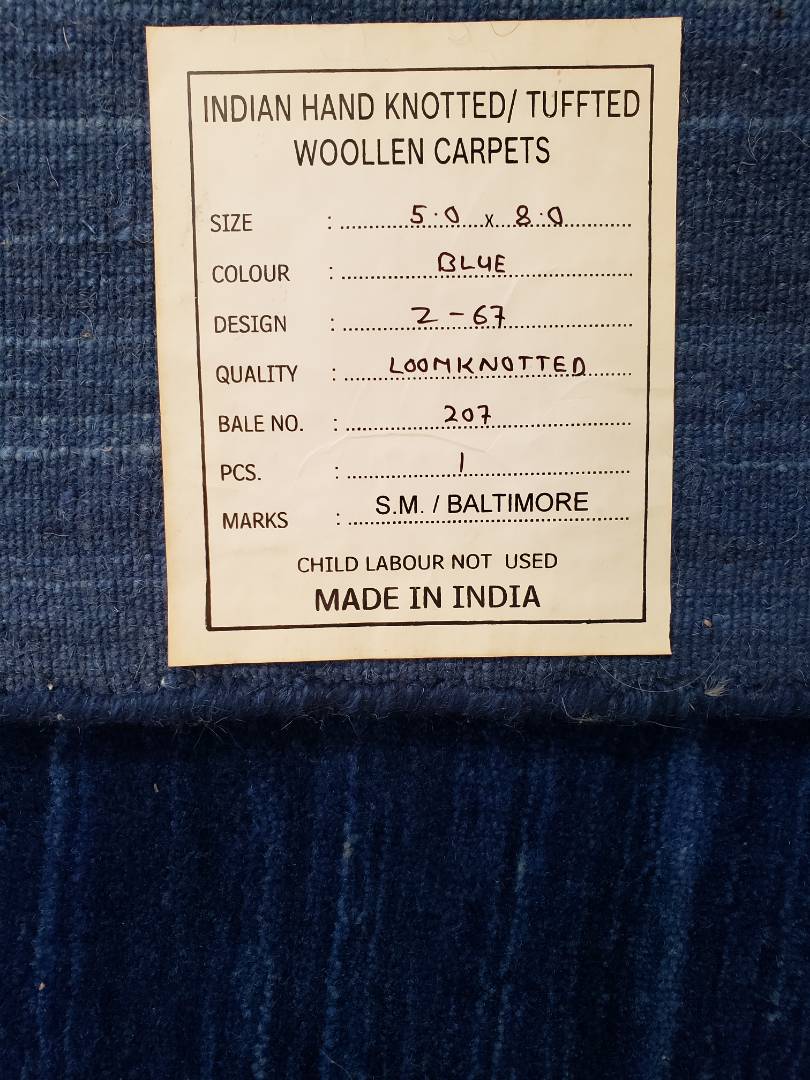 INDIAN HAND KNOTTED/ TUFFTED
WOOLLEN CARPETS
SIZE : 5.0 x 8.0
COLOUR : BLUE
DESIGN : Z-67
QUALITY : LOOMKNOTTED
BALE NO. : 207
PCS. : 1
MARKS : S.M. / BALTIMORE
CHILD LABOUR NOT USED
MADE IN INDIA